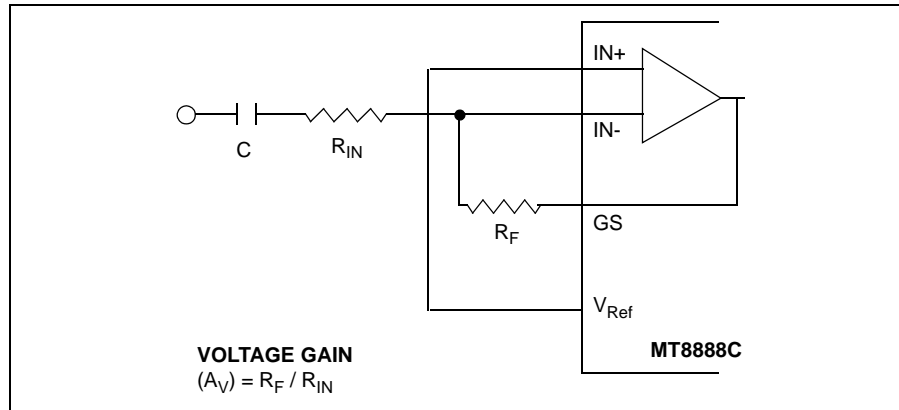 IN+
IN-
C
R_IN
R_F
GS
V_Ref
MT8888C
VOLTAGE GAIN
(A_V) = R_F / R_IN